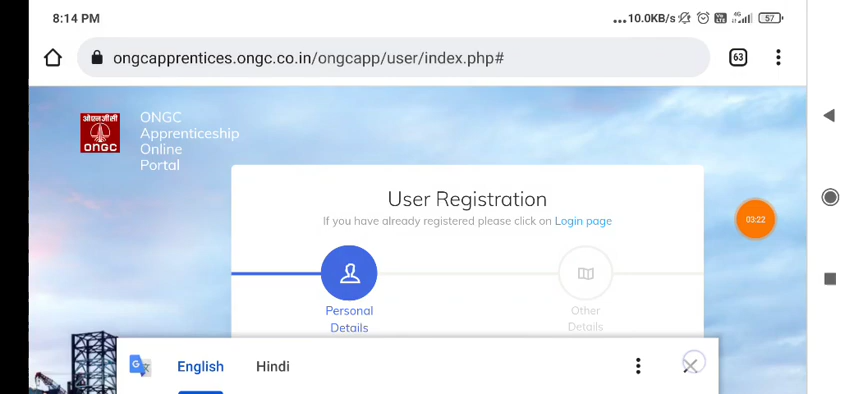 8:14 PM
...10.0KB/s 4G 57
ongcapprentices.ongc.co.in/ongcapp/user/index.php#
63
ओएनजीसी
ONGC
ONGC
Apprenticeship
Online
Portal
User Registration
If you have already registered please click on Login page
03:22
Personal
Details
Other
Details
English Hindi